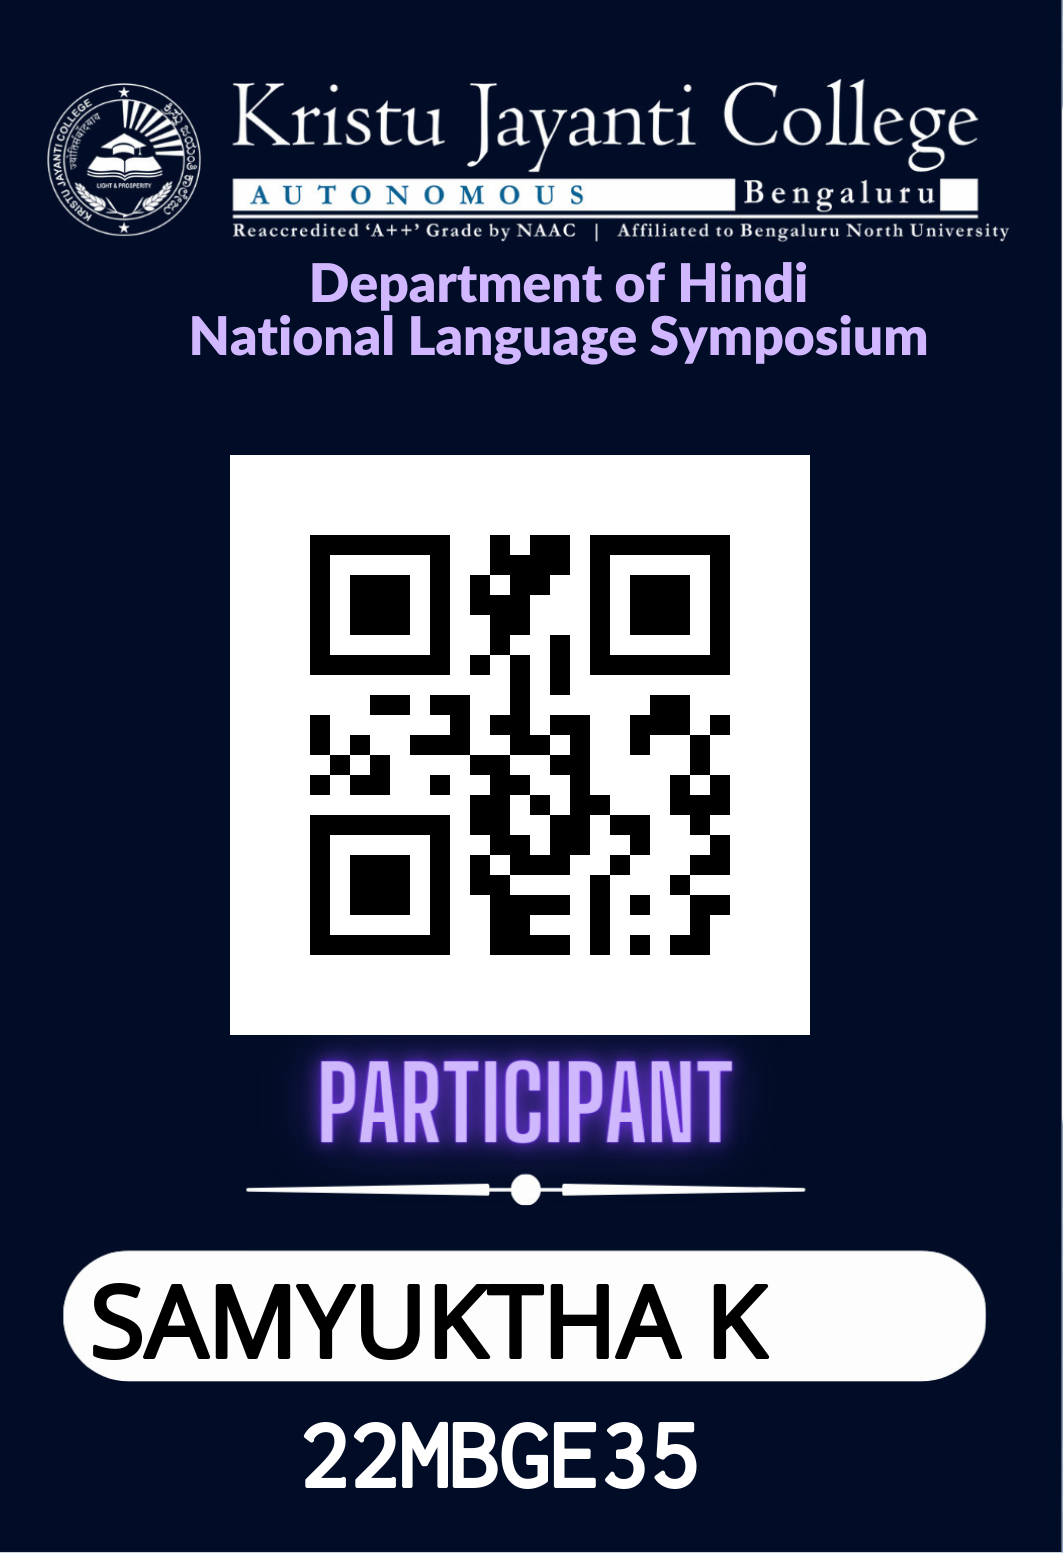 KRISTU JAYANTI COLLEGE
LIGHT & PROSPERITY
Kristu Jayanti College
AUTONOMOUS Bengaluru
Reaccredited ‘A++’ Grade by NAAC | Affiliated to Bengaluru North University
Department of Hindi
National Language Symposium
PARTICIPANT
SAMYUKTHA K
22MBGE35